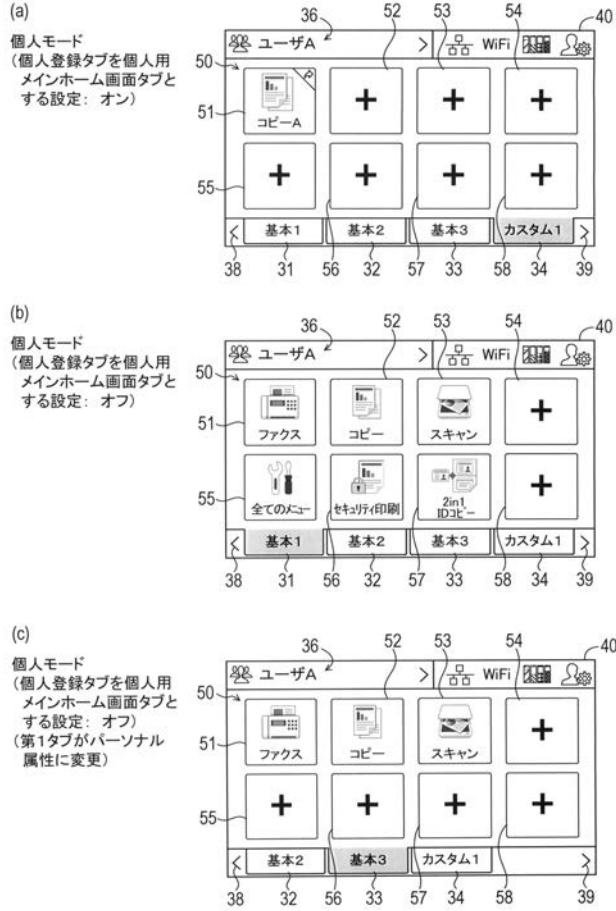 (a)
36
52
53
54
40
個人モード
(個人登録タブを個人用
メインホーム画面タブと
する設定: オン)
ユーザA
>
WiFi
50
51
コピーA
+
+
+
55
+
+
+
+
<
基本1
基本2
基本3
カスタム1
>
38
31
56
32
57
33
58
34
39
(b)
36
52
53
54
40
個人モード
(個人登録タブを個人用
メインホーム画面タブと
する設定: オフ)
ユーザA
>
WiFi
50
51
ファクス
コピー
スキャン
+
55
全てのメニュー
セキュリティ印刷
2in1
IDコピー
+
<
基本1
基本2
基本3
カスタム1
>
38
31
56
32
57
33
58
34
39
(c)
36
52
53
54
40
個人モード
(個人登録タブを個人用
メインホーム画面タブと
する設定: オフ)
(第1タブがパーソナル
属性に変更)
ユーザA
>
WiFi
50
51
ファクス
コピー
スキャン
+
55
+
+
+
+
<
基本2
基本3
カスタム1
>
38
32
56
33
57
34
58
39